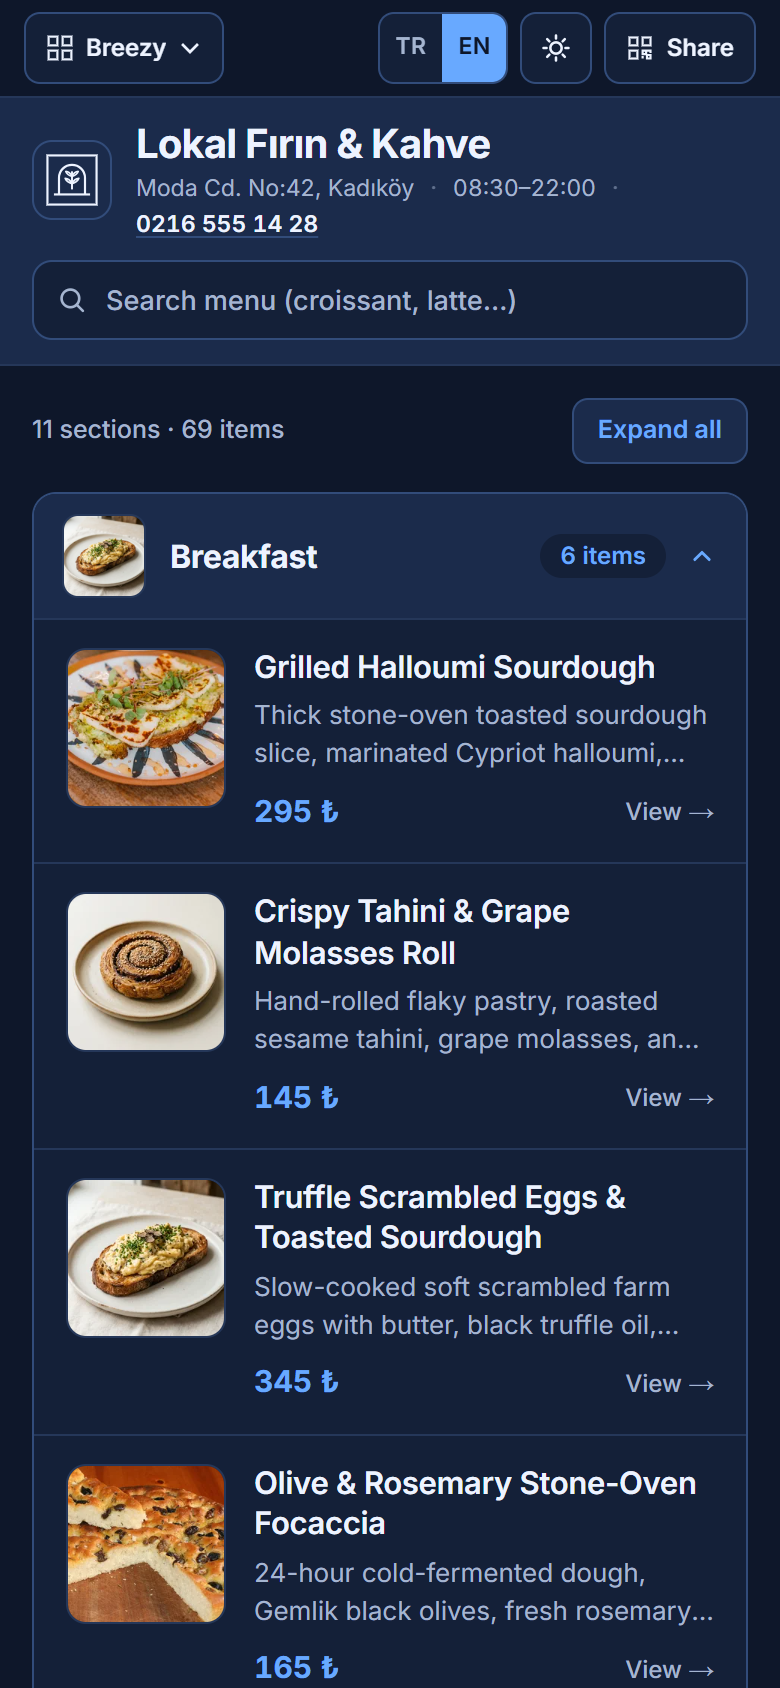 Breezy
TR EN
Share
Lokal Fırın & Kahve
Moda Cd. No:42, Kadıköy · 08:30–22:00 ·
0216 555 14 28
Search menu (croissant, latte...)
11 sections · 69 items
Expand all
Breakfast
6 items
Grilled Halloumi Sourdough
Thick stone-oven toasted sourdough
slice, marinated Cypriot halloumi,...
295 ₺
View →
Crispy Tahini & Grape
Molasses Roll
Hand-rolled flaky pastry, roasted
sesame tahini, grape molasses, an...
145 ₺
View →
Truffle Scrambled Eggs &
Toasted Sourdough
Slow-cooked soft scrambled farm
eggs with butter, black truffle oil,...
345 ₺
View →
Olive & Rosemary Stone-Oven
Focaccia
24-hour cold-fermented dough,
Gemlik black olives, fresh rosemary...
165 ₺
View →